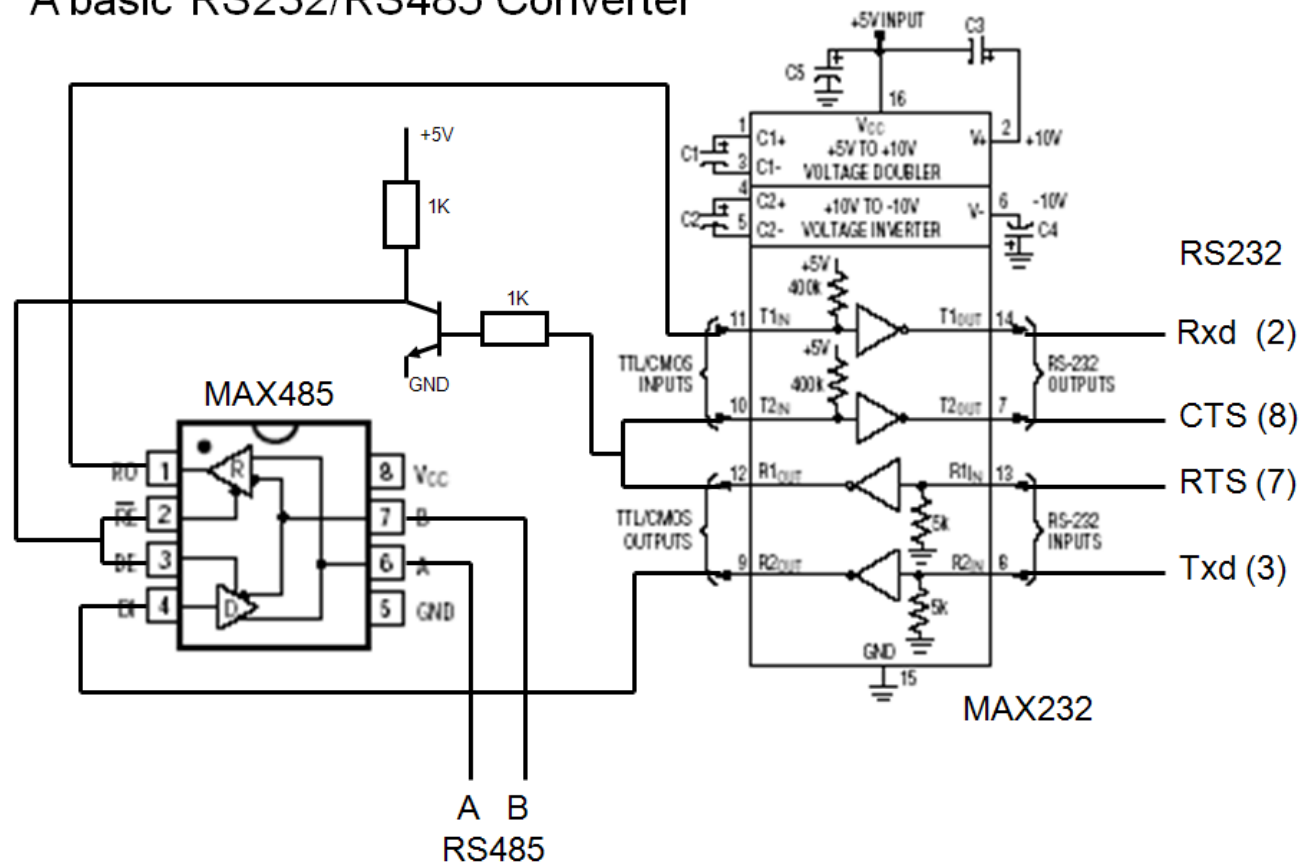 A basic RS232/RS485 Converter
+5V INPUT
C3
C5
16
1
VCC
2
C1+
+5V TO +10V
V+
+10V
C1
3
C1-
VOLTAGE DOUBLER
4
C2+
+10V TO -10V
V-
6
-10V
C2
5
C2-
VOLTAGE INVERTER
C4
+5V
1K
1K
GND
RS232
+5V
400k
11
T1IN
T1OUT
14
Rxd (2)
+5V
TTL/CMOS
INPUTS
400k
RS-232
OUTPUTS
10
T2IN
T2OUT
7
CTS (8)
12
R1OUT
R1IN
13
RTS (7)
TTL/CMOS
OUTPUTS
5k
RS-232
INPUTS
9
R2OUT
R2IN
8
Txd (3)
5k
GND
15
MAX232
MAX485
RO
1
R
8
VCC
RE
2
7
B
DE
3
6
A
DI
4
D
5
GND
A B
RS485